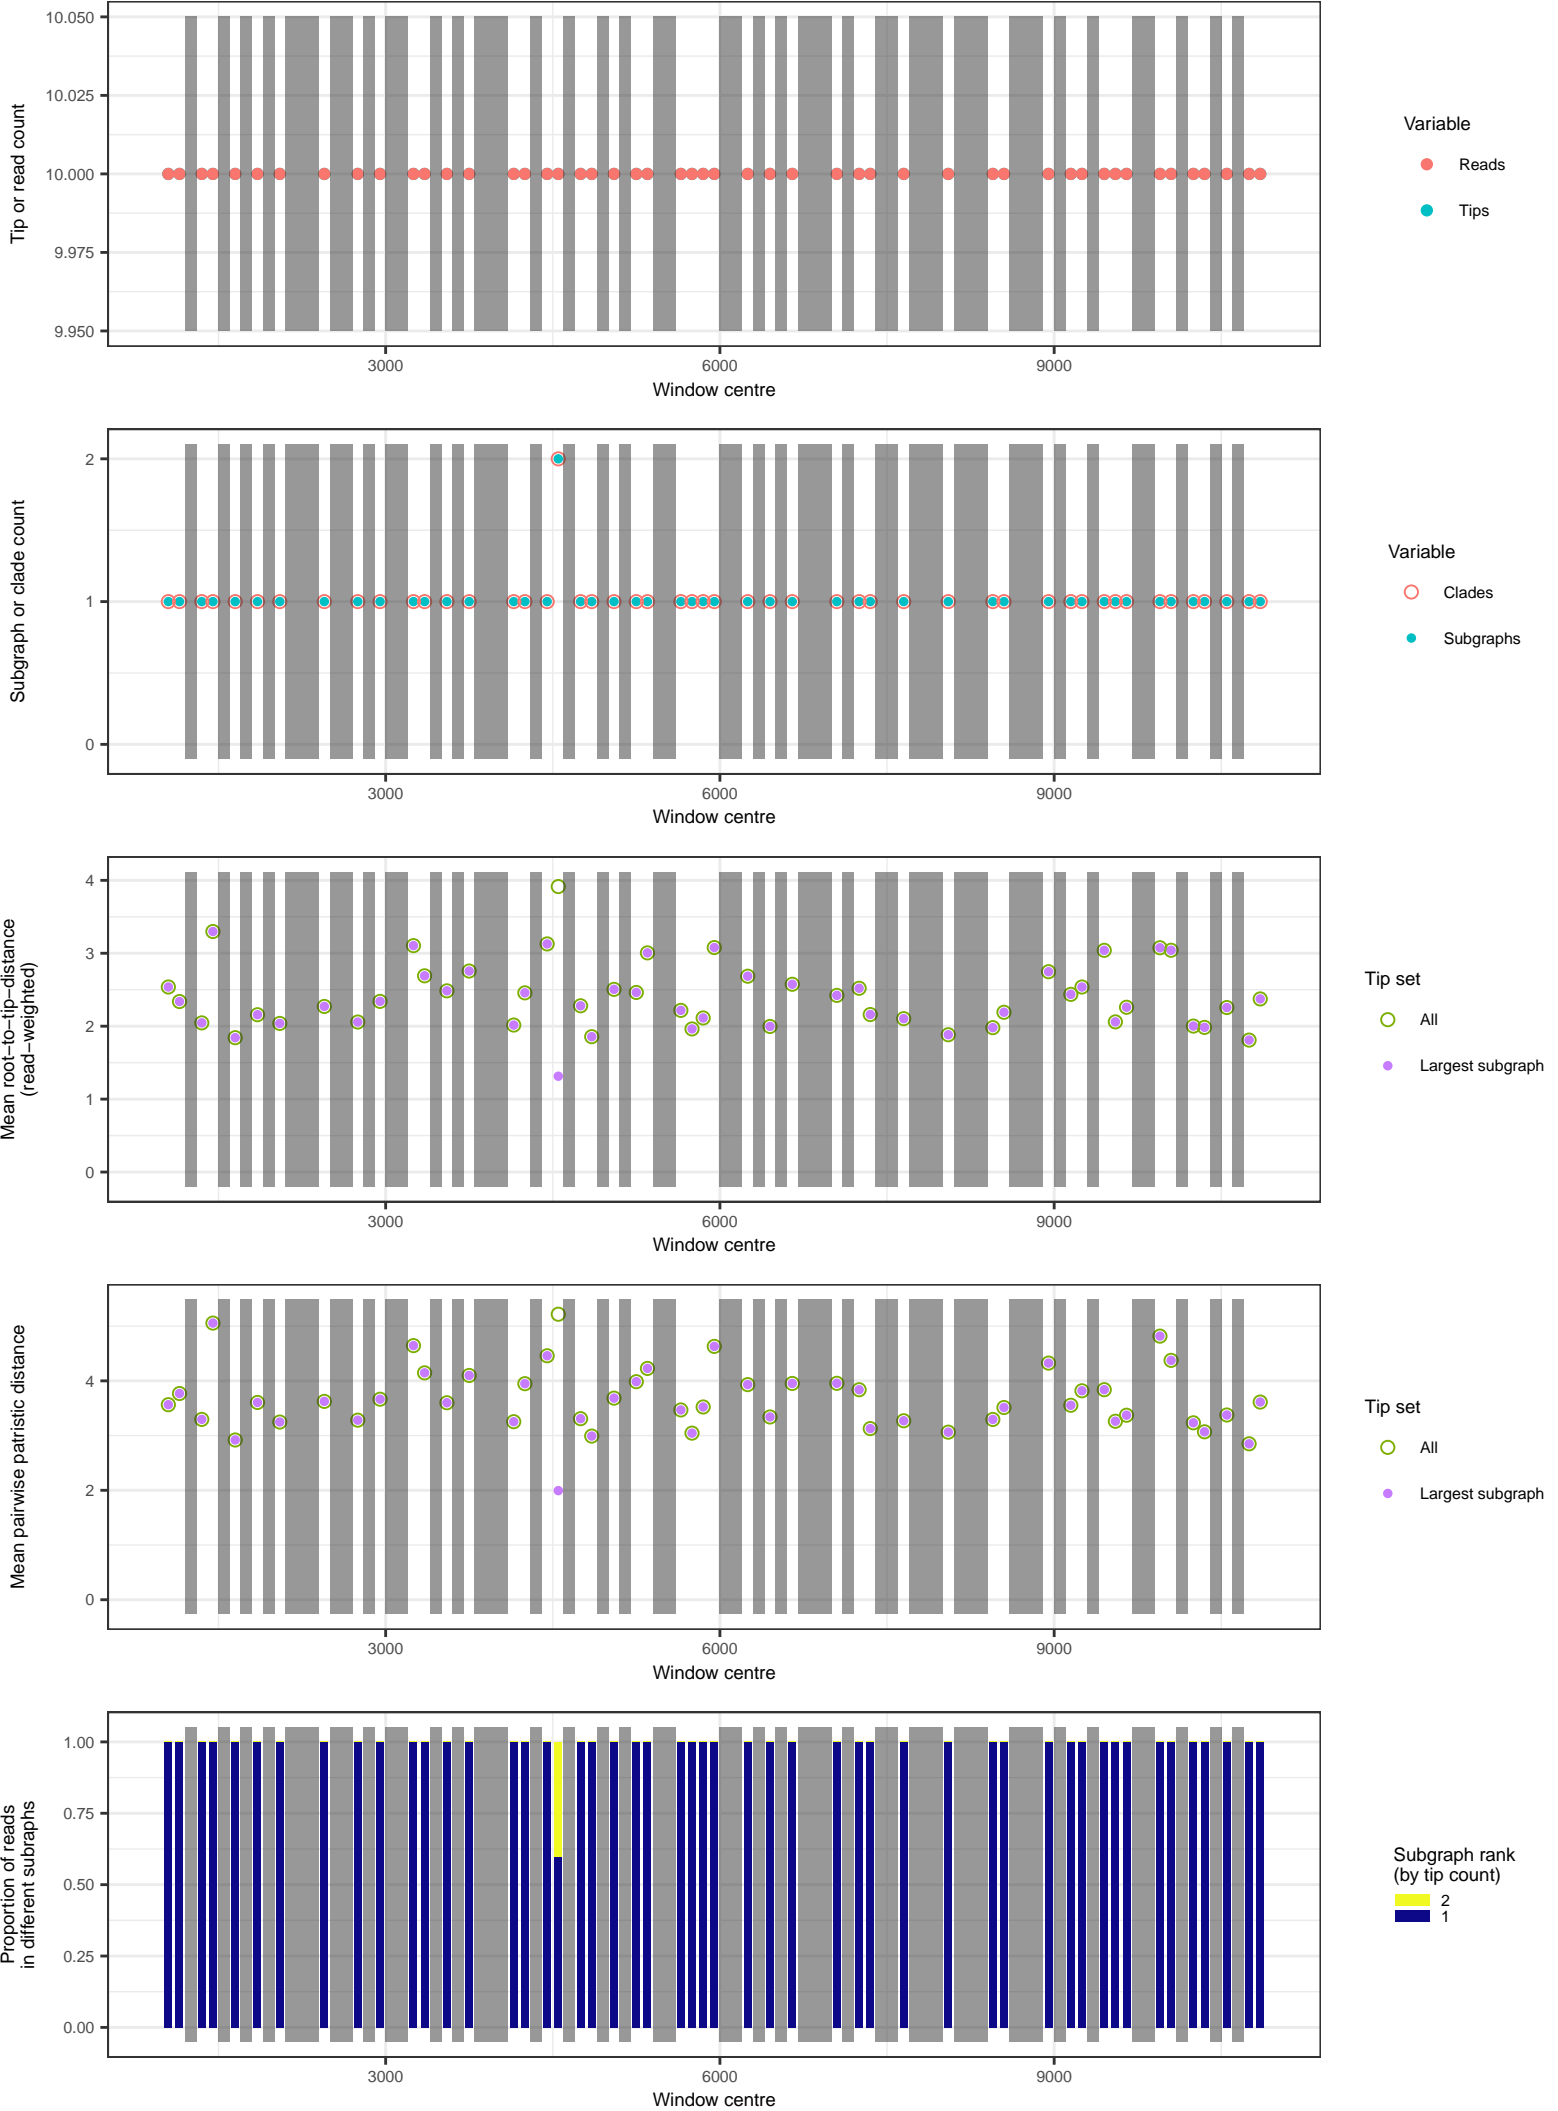 10.050
10.025
10.000
9.975
9.950
Tip or read count
3000
6000
9000
Window centre
Variable
Reads
Tips
2
1
0
Subgraph or clade count
3000
6000
9000
Window centre
Variable
Clades
Subgraphs
4
3
2
1
0
Mean root−to−tip−distance
(read−weighted)
3000
6000
9000
Window centre
Tip set
All
Largest subgraph
4
2
0
Mean pairwise patristic distance
3000
6000
9000
Window centre
Tip set
All
Largest subgraph
1.00
0.75
0.50
0.25
0.00
Proportion of reads
in different subraphs
3000
6000
9000
Window centre
Subgraph rank
(by tip count)
2
1